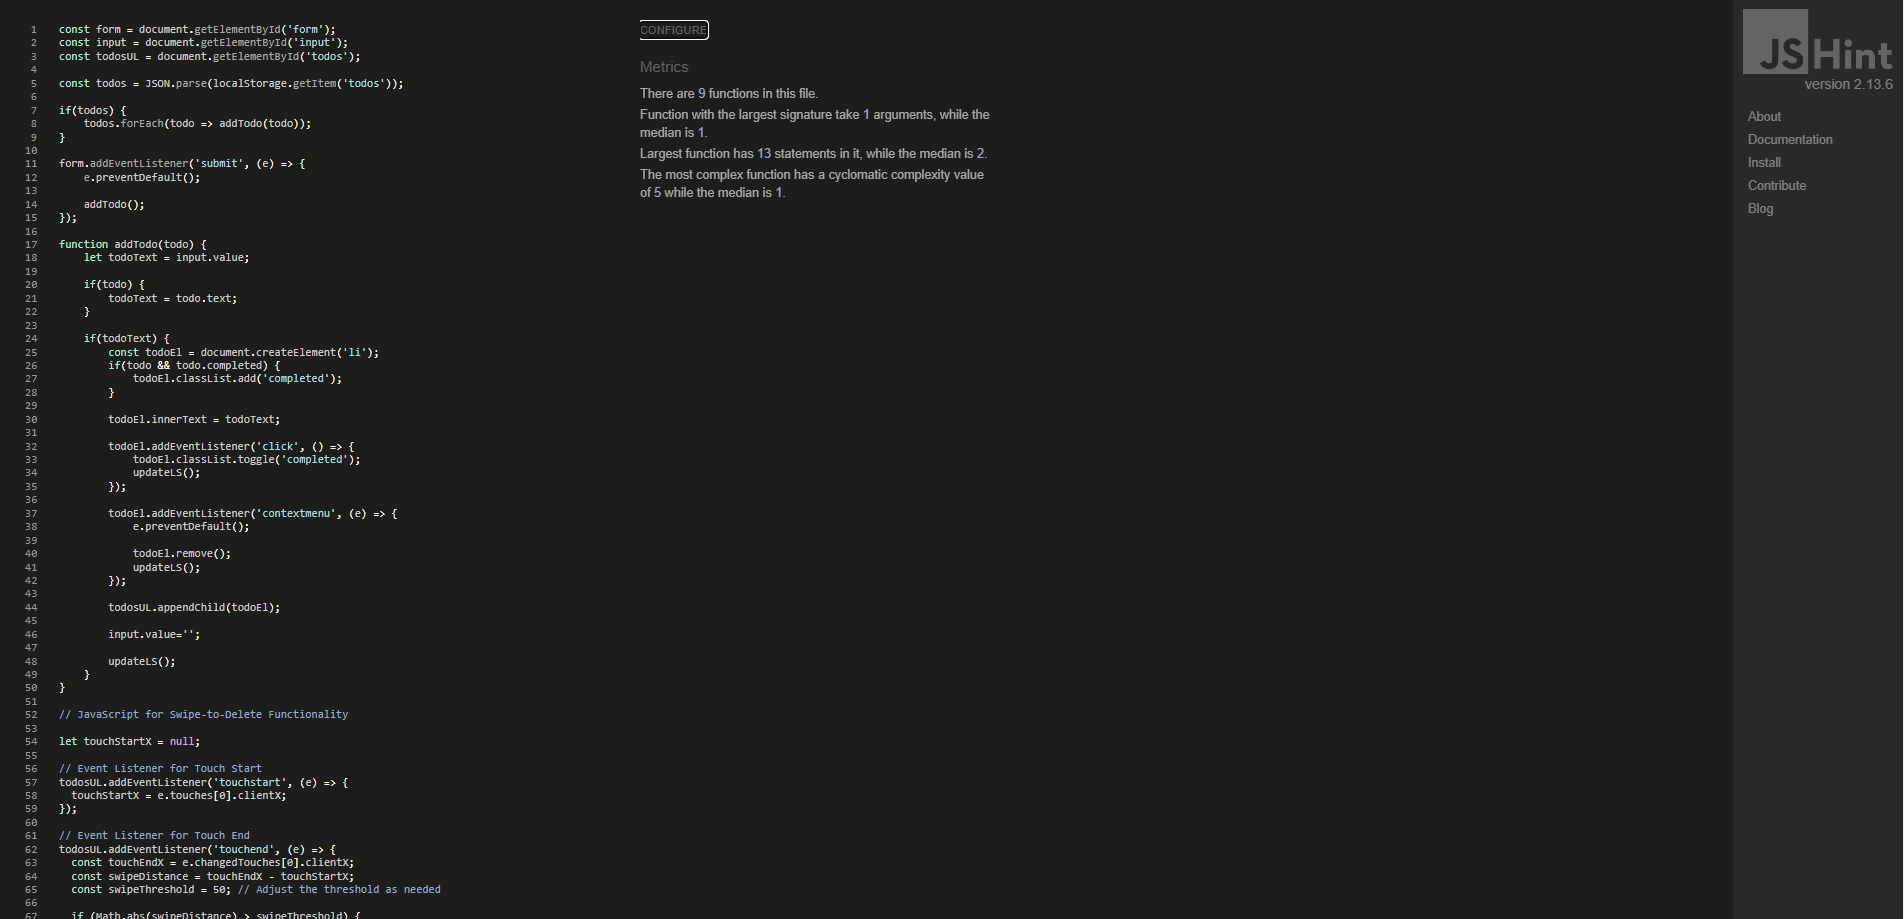 1 const form = document.getElementById('form');
2 const input = document.getElementById('input');
3 const todosUL = document.getElementById('todos');
4
5 const todos = JSON.parse(localStorage.getItem('todos'));
6
7 if(todos) {
8 todos.forEach(todo => addTodo(todo));
9 }
10
11 form.addEventListener('submit', (e) => {
12 e.preventDefault();
13
14 addTodo();
15 });
16
17 function addTodo(todo) {
18 let todoText = input.value;
19
20 if(todo) {
21 todoText = todo.text;
22 }
23
24 if(todoText) {
25 const todoEl = document.createElement('li');
26 if(todo && todo.completed) {
27 todoEl.classList.add('completed');
28 }
29
30 todoEl.innerText = todoText;
31
32 todoEl.addEventListener('click', () => {
33 todoEl.classList.toggle('completed');
34 updateLS();
35 });
36
37 todoEl.addEventListener('contextmenu', (e) => {
38 e.preventDefault();
39
40 todoEl.remove();
41 updateLS();
42 });
43
44 todosUL.appendChild(todoEl);
45
46 input.value='';
47
48 updateLS();
49 }
50 }
51
52 // JavaScript for Swipe-to-Delete Functionality
53
54 let touchStartX = null;
55
56 // Event Listener for Touch Start
57 todosUL.addEventListener('touchstart', (e) => {
58 touchStartX = e.touches[0].clientX;
59 });
60
61 // Event Listener for Touch End
62 todosUL.addEventListener('touchend', (e) => {
63 const touchEndX = e.changedTouches[0].clientX;
64 const swipeDistance = touchEndX - touchStartX;
65 const swipeThreshold = 50; // Adjust the threshold as needed
66
67 if (Math.abs(swipeDistance) > swipeThreshold) {
CONFIGURE
Metrics
There are 9 functions in this file.
Function with the largest signature take 1 arguments, while the
median is 1.
Largest function has 13 statements in it, while the median is 2.
The most complex function has a cyclomatic complexity value
of 5 while the median is 1.
JSHint
version 2.13.6
About
Documentation
Install
Contribute
Blog